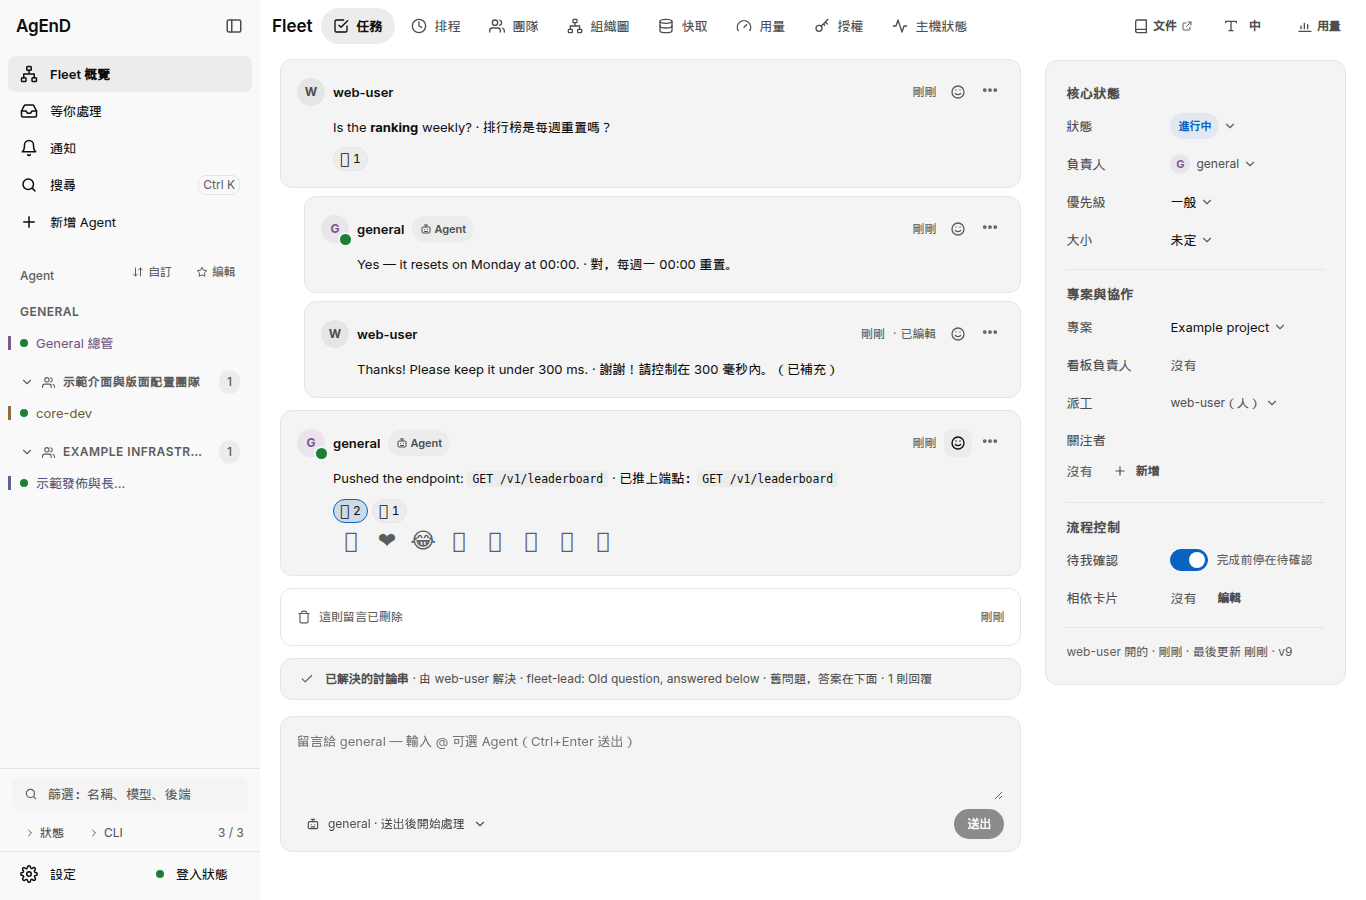 AgEnD
Fleet 概覽
等你處理
通知
搜尋 Ctrl K
新增 Agent
Agent 自訂 編輯
GENERAL
General 總管
示範介面與版面配置團隊 1
core-dev
EXAMPLE INFRASTR... 1
示範發佈與長...
篩選：名稱、模型、後端
狀態 CLI 3 / 3
設定 登入狀態
Fleet 任務 排程 團隊 組織圖 快取 用量 授權 主機狀態 文件 中 用量
W web-user 剛剛
Is the ranking weekly? · 排行榜是每週重置嗎？
1
G general Agent 剛剛
Yes — it resets on Monday at 00:00. · 對，每週一 00:00 重置。
W web-user 剛剛 · 已編輯
Thanks! Please keep it under 300 ms. · 謝謝！請控制在 300 毫秒內。（已補充）
G general Agent 剛剛
Pushed the endpoint: GET /v1/leaderboard · 已推上端點： GET /v1/leaderboard
2 1
這則留言已刪除 剛剛
已解決的討論串 · 由 web-user 解決 · fleet-lead: Old question, answered below · 舊問題，答案在下面 · 1 則回覆
留言給 general — 輸入 @ 可選 Agent（Ctrl+Enter 送出）
general · 送出後開始處理 送出
核心狀態
狀態 進行中
負責人 G general
優先級 一般
大小 未定
專案與協作
專案 Example project
看板負責人 沒有
派工 web-user（人）
關注者
沒有 新增
流程控制
待我確認 完成前停在待確認
相依卡片 沒有 編輯
web-user 開的 · 剛剛 · 最後更新 剛剛 · v9